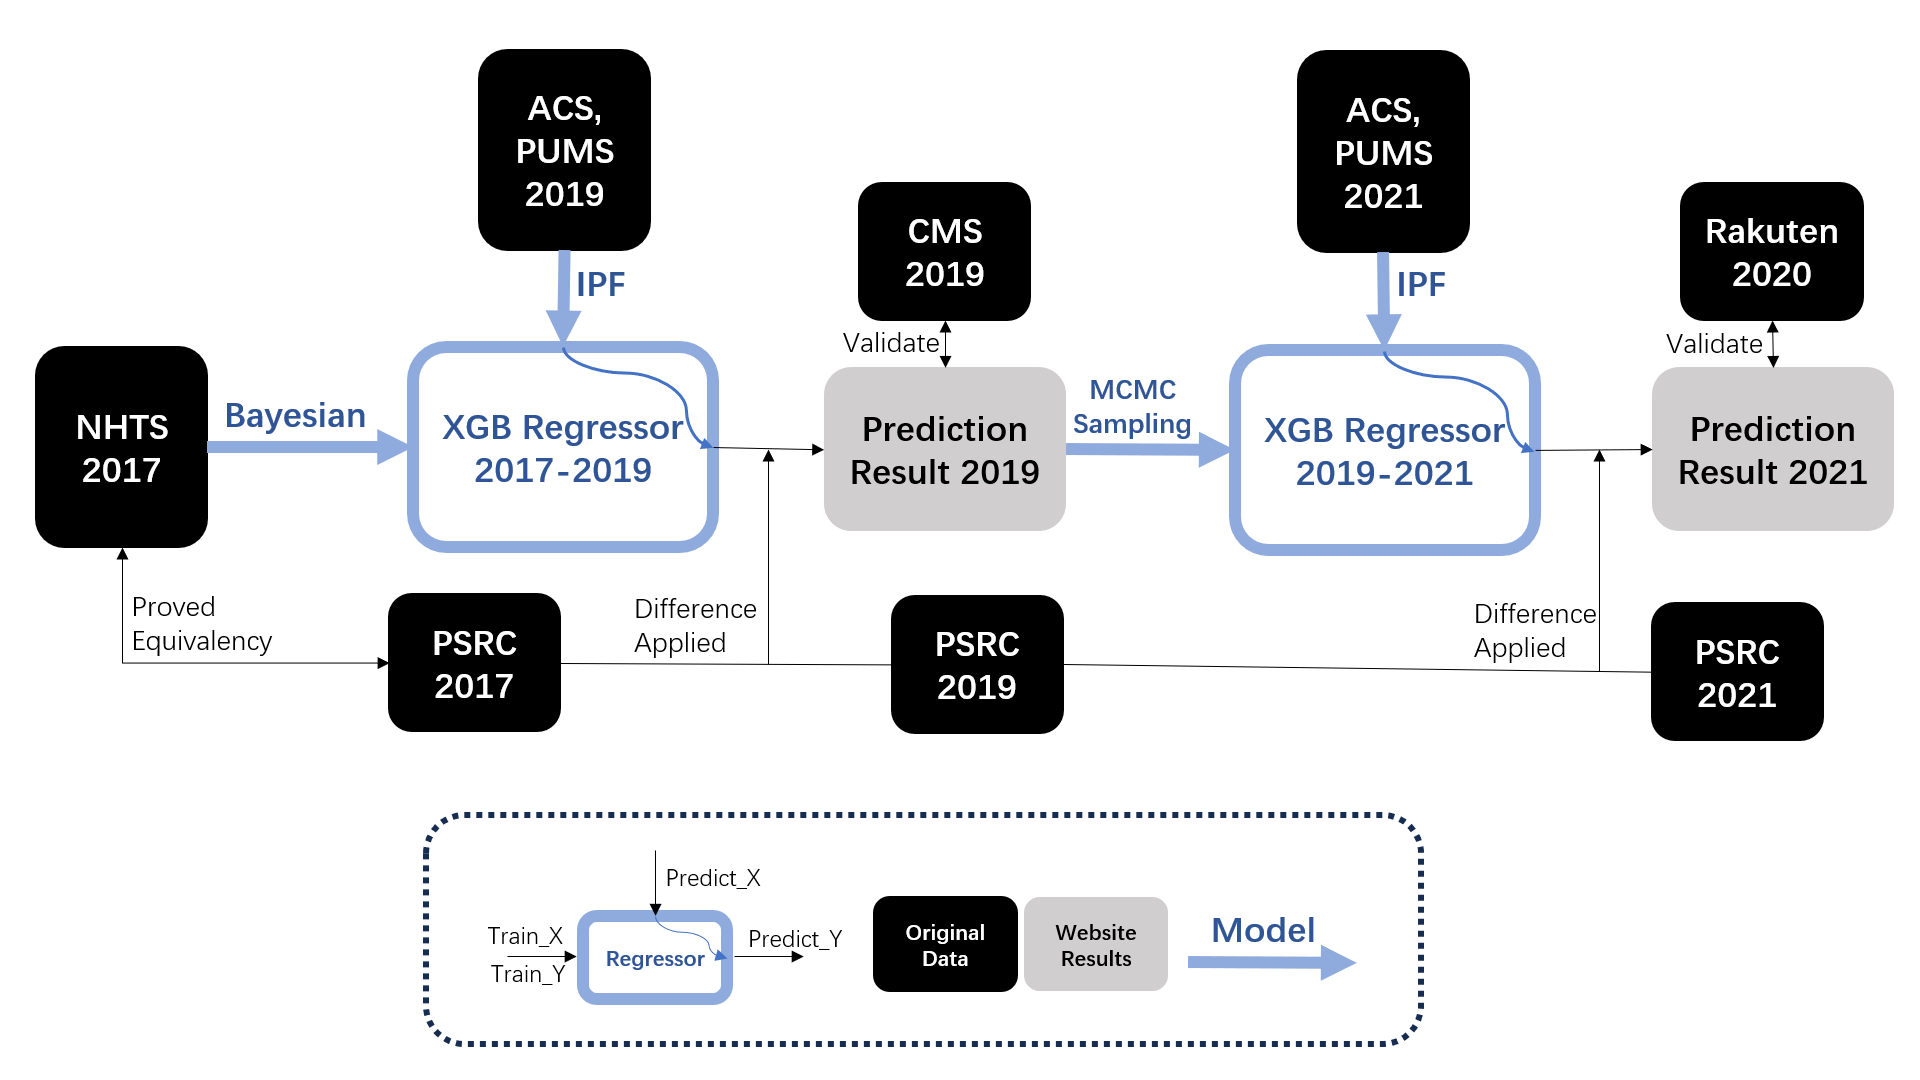 ACS,
PUMS
2019
ACS,
PUMS
2021
CMS
2019
Rakuten
2020
IPF
IPF
Validate
Validate
NHTS
2017
Bayesian
XGB Regressor
2017-2019
Prediction
Result 2019
MCMC
Sampling
XGB Regressor
2019-2021
Prediction
Result 2021
Proved
Equivalency
PSRC
2017
Difference
Applied
PSRC
2019
Difference
Applied
PSRC
2021
Predict_X
Train_X
Train_Y
Regressor
Predict_Y
Original
Data
Website
Results
Model